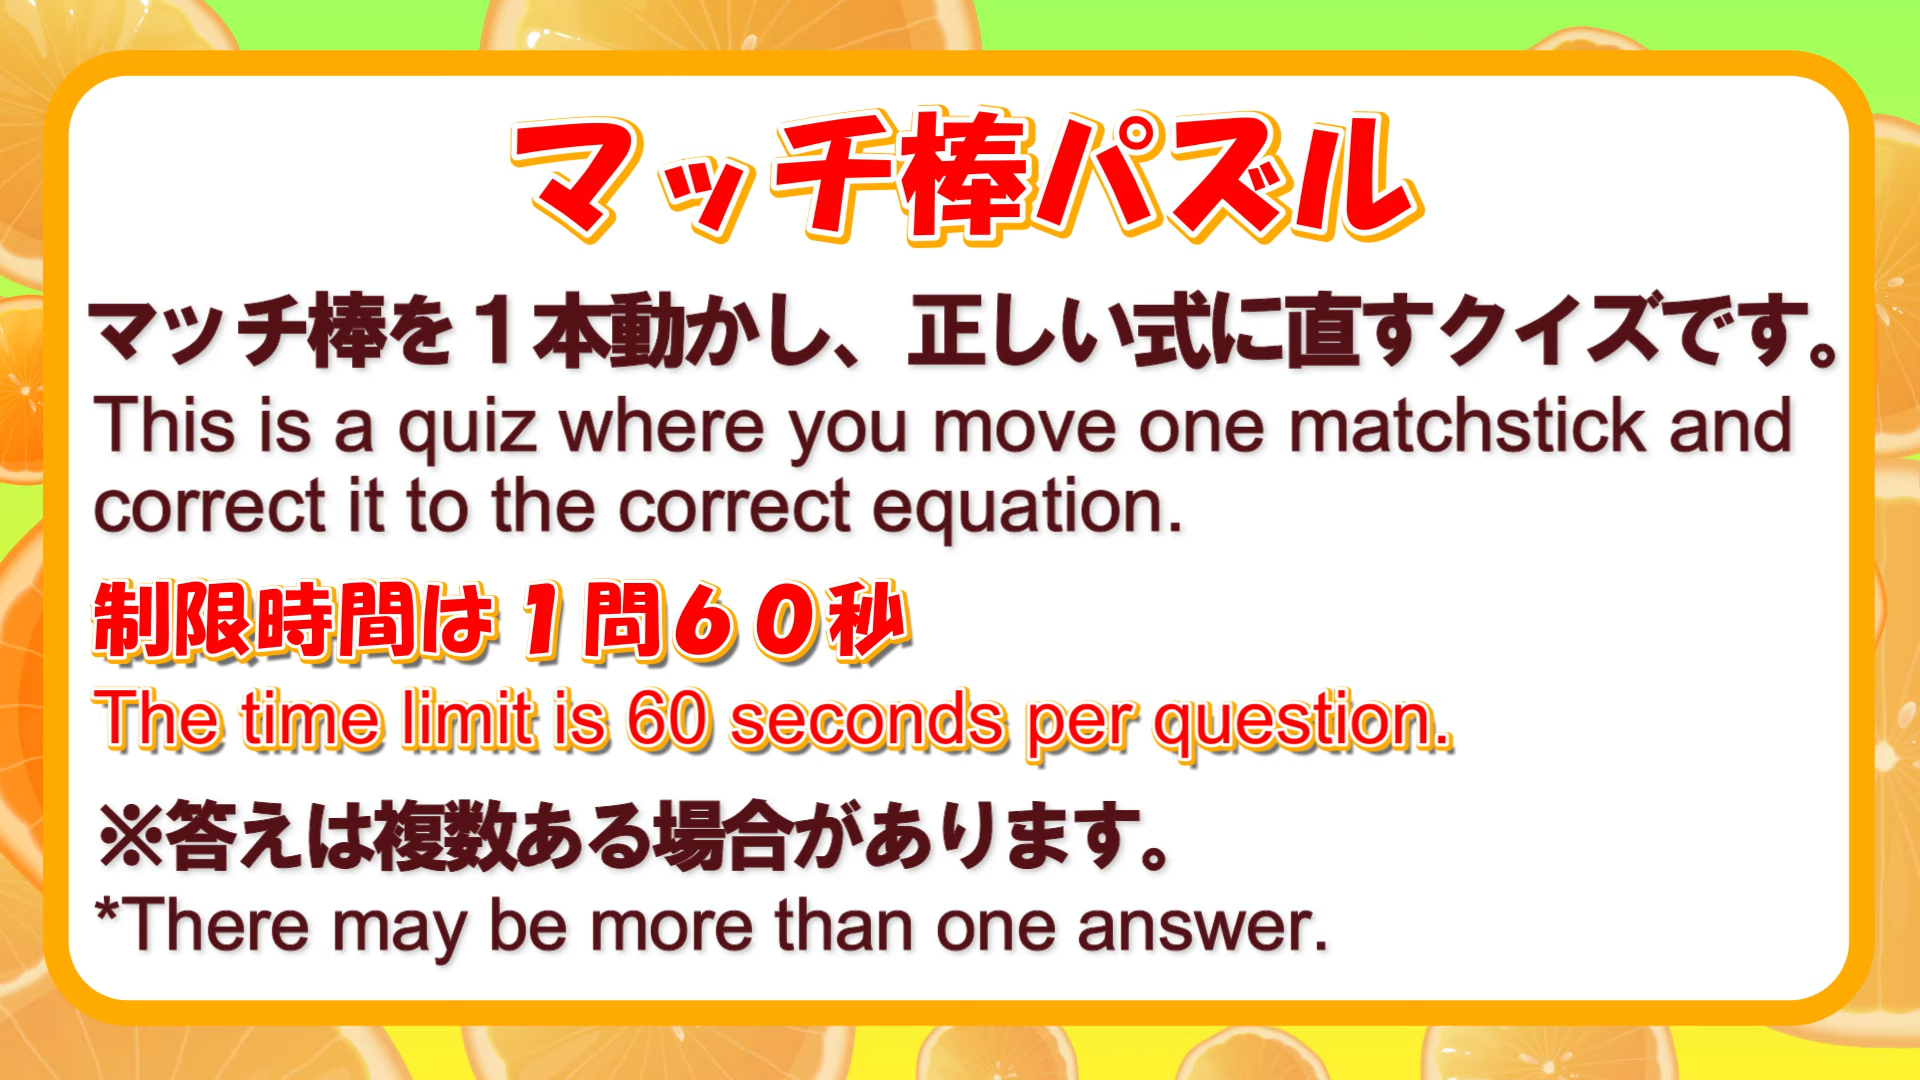 マッチ棒パズル
マッチ棒を１本動かし、正しい式に直すクイズです。
This is a quiz where you move one matchstick and
correct it to the correct equation.
制限時間は１問６０秒
The time limit is 60 seconds per question.
※答えは複数ある場合があります。
*There may be more than one answer.